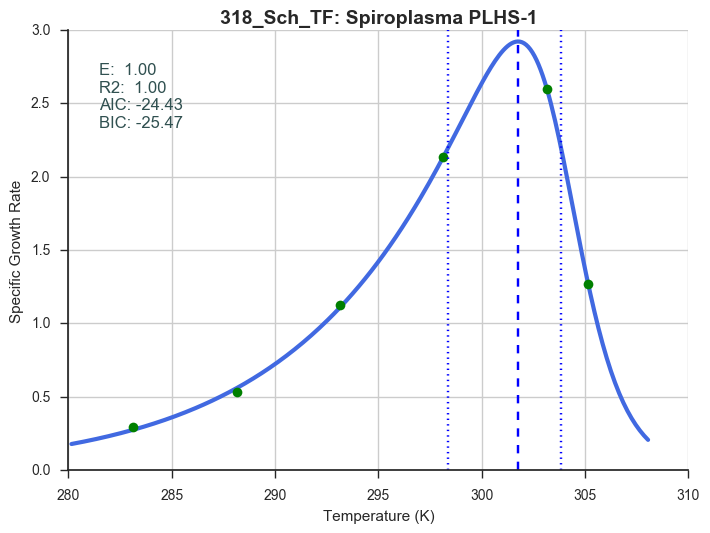 318_Sch_TF: Spiroplasma PLHS-1
E:  1.00
R2:  1.00
AIC: -24.43
BIC: -25.47
Specific Growth Rate
3.0
2.5
2.0
1.5
1.0
0.5
0.0
280 285 290 295 300 305 310
Temperature (K)